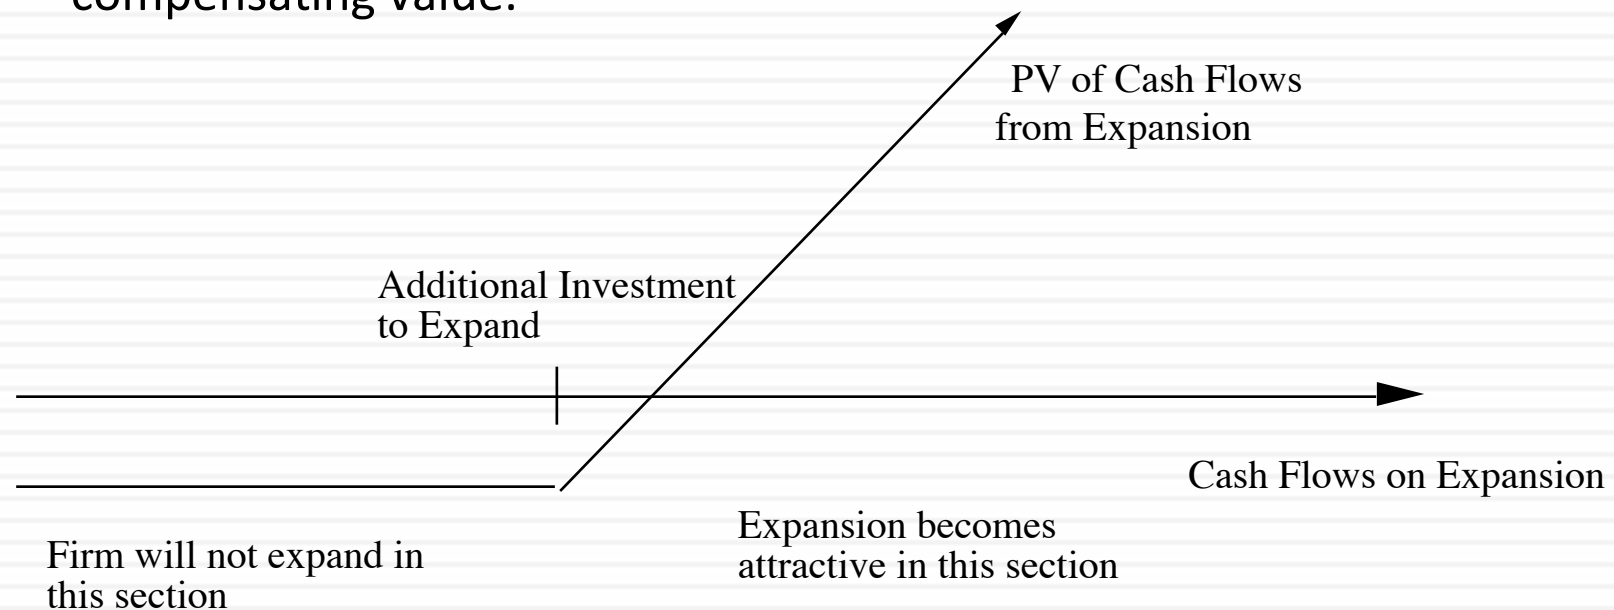 compensating value.
PV of Cash Flows
from Expansion
Additional Investment
to Expand
Cash Flows on Expansion
Expansion becomes
attractive in this section
Firm will not expand in
this section